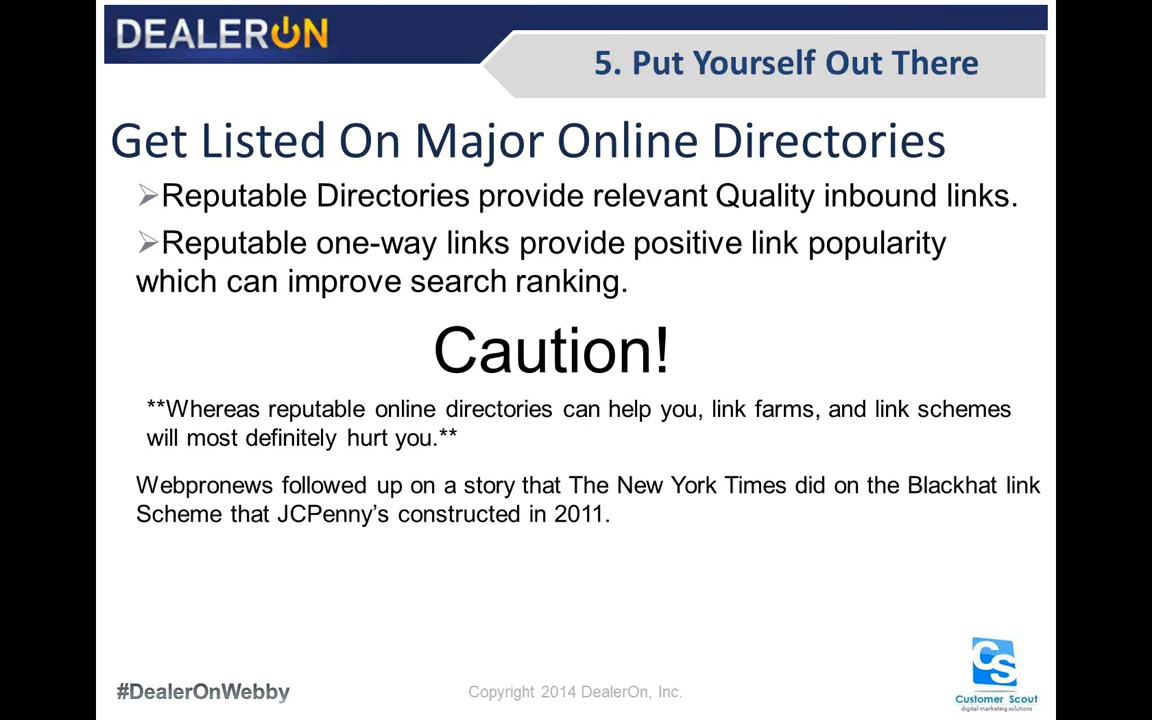 DEALERON
5. Put Yourself Out There
Get Listed On Major Online Directories
➢Reputable Directories provide relevant Quality inbound links.
➢Reputable one-way links provide positive link popularity
which can improve search ranking.
Caution!
**Whereas reputable online directories can help you, link farms, and link schemes
will most definitely hurt you.**
Webpronews followed up on a story that The New York Times did on the Blackhat link
Scheme that JCPenny’s constructed in 2011.
CS
Customer Scout
digital marketing solutions
#DealerOnWebby
Copyright 2014 DealerOn, Inc.